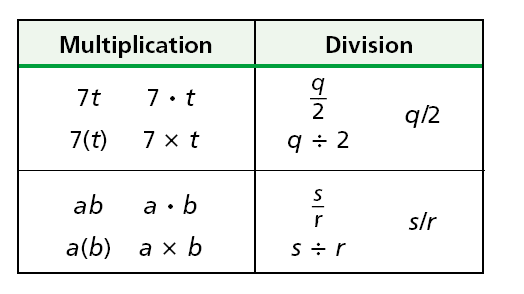 Multiplication Division
7t 7 · t q/2 q/2
7(t) 7 × t q ÷ 2
ab a · b s/r s/r
a(b) a × b s ÷ r